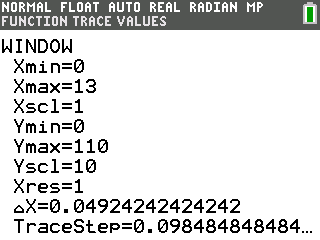 NORMAL FLOAT AUTO REAL RADIAN MP
FUNCTION TRACE VALUES
WINDOW
Xmin=0
Xmax=13
Xscl=1
Ymin=0
Ymax=110
Yscl=10
Xres=1
△X=0.04924242424242
TraceStep=0.098484848484…